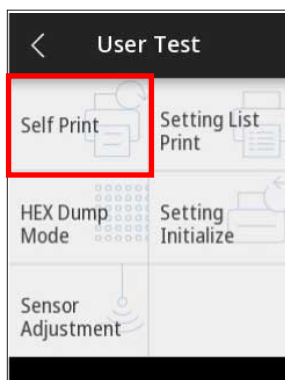 User Test
Self Print
Setting List
Print
HEX Dump
Mode
Setting
Initialize
Sensor
Adjustment